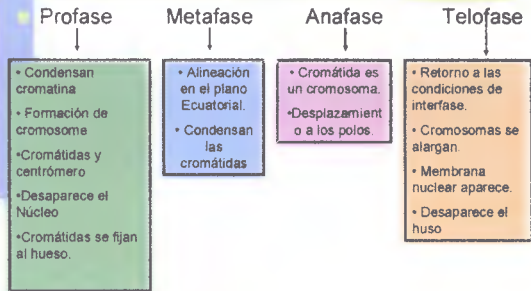 Profase
Metafase
Anafase
Telofase
• Condensan
cromatina
• Formación de
cromosome
•Cromátidas y
centrómero
• Desaparece el
Núcleo
•Cromátidas se fijan
al hueso.
• Alineación
en el plano
Ecuatorial.
• Condensan
las
cromátidas
• Cromátida es
un cromosoma.
•Desplazamient
o a los polos.
• Retorno a las
condiciones de
interfase.
• Cromosomas se
alargan.
• Membrana
nuclear aparece.
• Desaparece el
huso